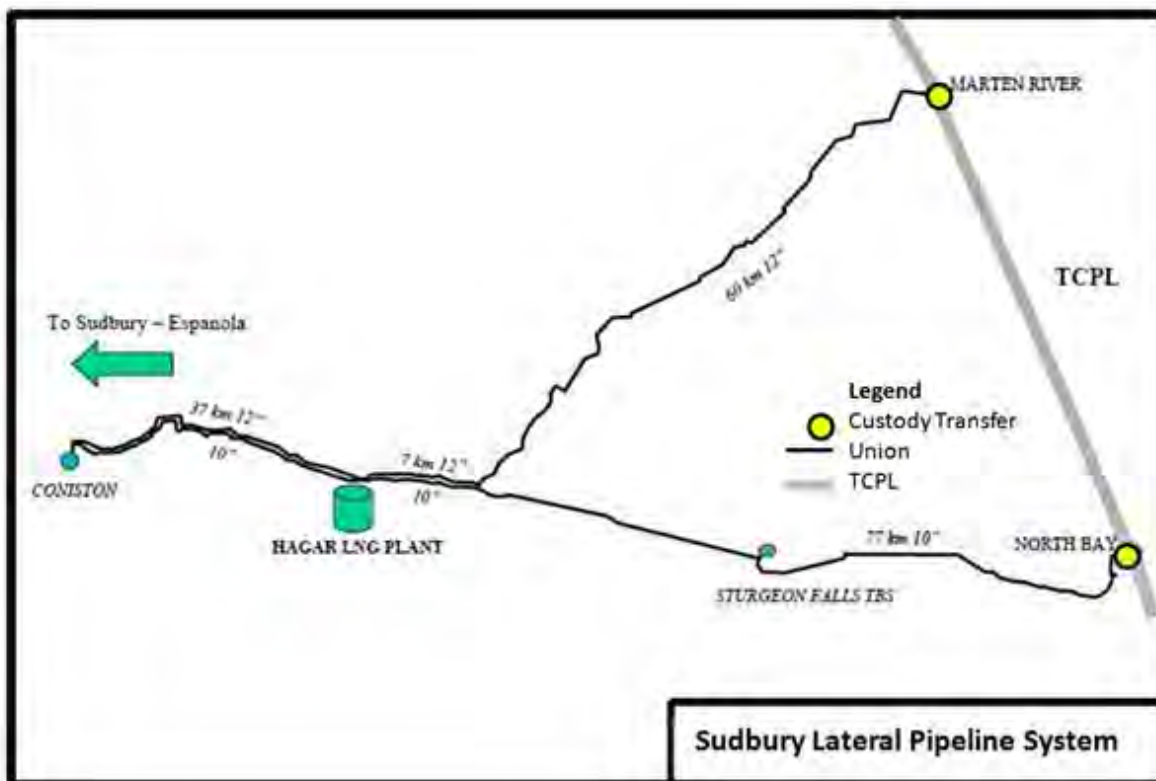 MARTEN RIVER
60 km 12"
TCPL
To Sudbury – Espanola
Legend
Custody Transfer
Union
TCPL
37 km 12"
10"
7 km 12"
10"
CONISTON
HAGAR LNG PLANT
77 km 10"
NORTH BAY
STURGEON FALLS TBS
Sudbury Lateral Pipeline System